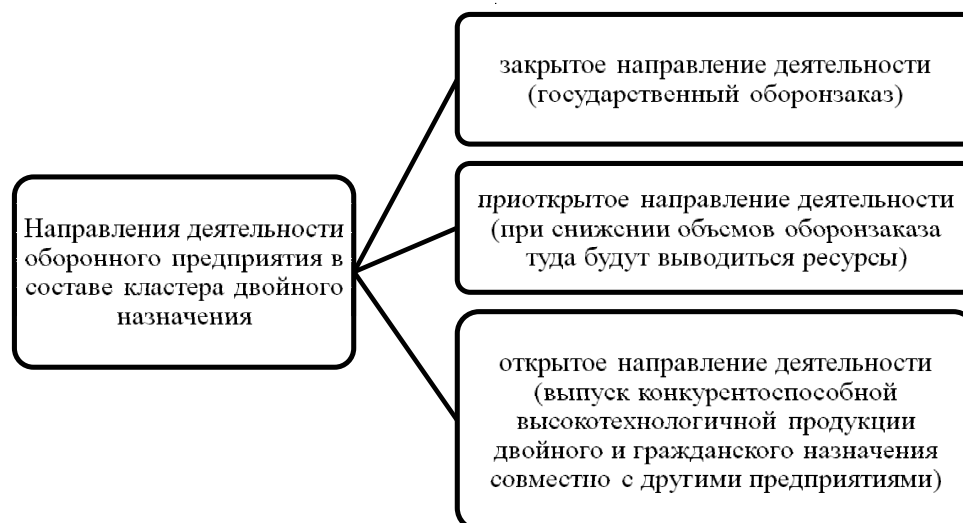 Направления деятельности
оборонного предприятия в
составе кластера двойного
назначения
закрытое направление деятельности
(государственный оборонзаказ)
приоткрытое направление деятельности
(при снижении объемов оборонзаказа
туда будут выводиться ресурсы)
открытое направление деятельности
(выпуск конкурентоспособной
высокотехнологичной продукции
двойного и гражданского назначения
совместно с другими предприятиями)